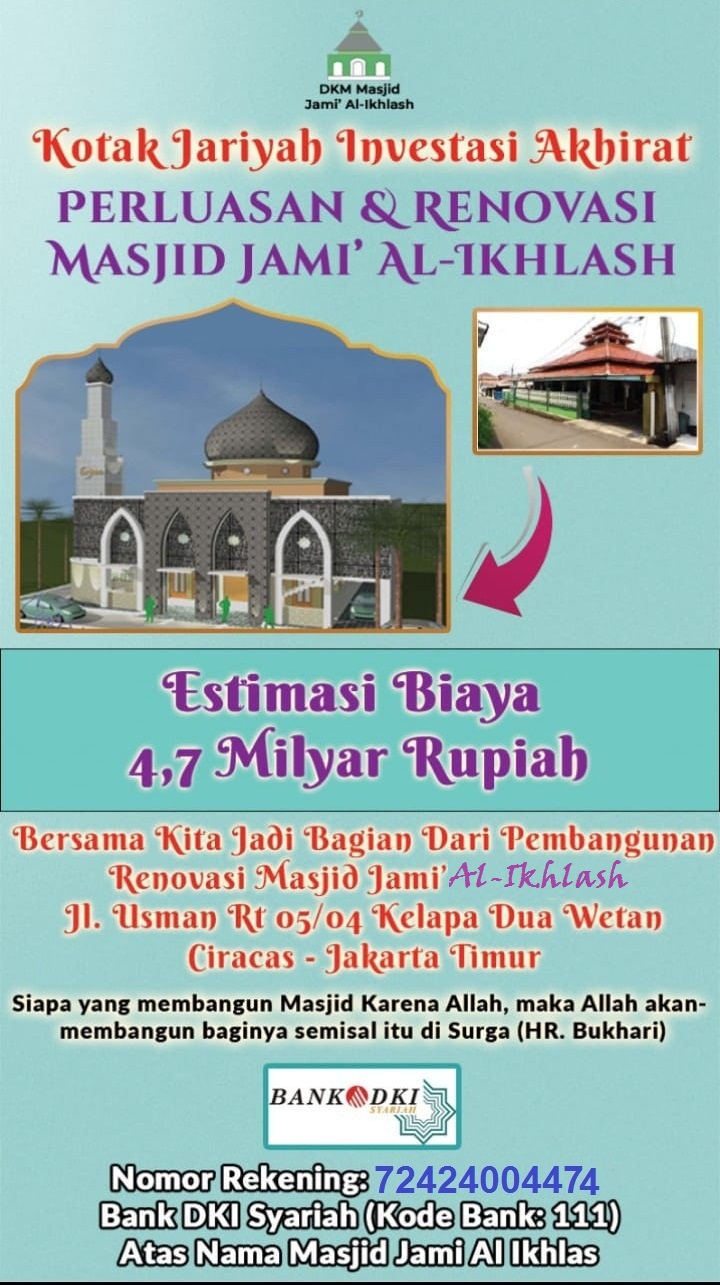 DKM Masjid
Jami' Al-Ikhlash
Kotak Jariyah Investasi Akhirat
PERLUASAN & RENOVASI
MASJID JAMI' AL-IKHLASH
Estimasi Biaya
4,7 Milyar Rupiah
Bersama Kita Jadi Bagian Dari Pembangunan
Renovasi Masjid Jami' Al-Ikhlash
Jl. Usman Rt 05/04 Kelapa Dua Wetan
Ciracas - Jakarta Timur
Siapa yang membangun Masjid Karena Allah, maka Allah akan-
membangun baginya semisal itu di Surga (HR. Bukhari)
BANK DKI
SYARIAH
Nomor Rekening: 72424004474
Bank DKI Syariah (Kode Bank: 111)
Atas Nama Masjid Jami Al Ikhlas